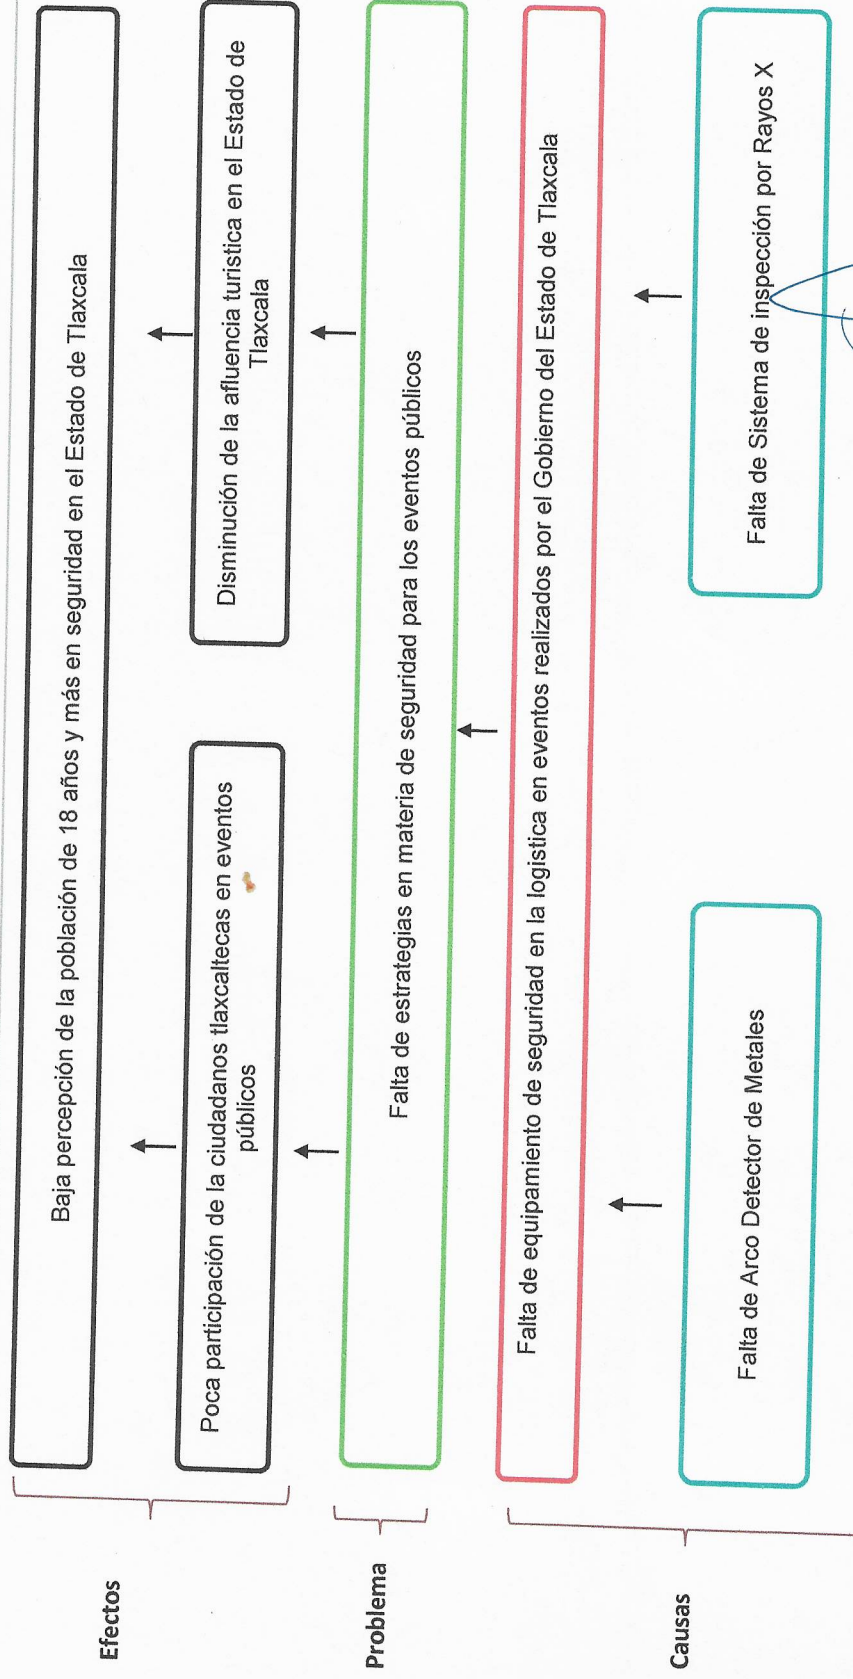 Efectos
Baja percepción de la población de 18 años y más en seguridad en el Estado de Tlaxcala
Poca participación de la ciudadanos tlaxcaltecas en eventos
públicos
Disminución de la afluencia turistica en el Estado de
Tlaxcala
Problema
Falta de estrategias en materia de seguridad para los eventos públicos
Causas
Falta de equipamiento de seguridad en la logistica en eventos realizados por el Gobierno del Estado de Tlaxcala
Falta de Arco Detector de Metales
Falta de Sistema de inspección por Rayos X